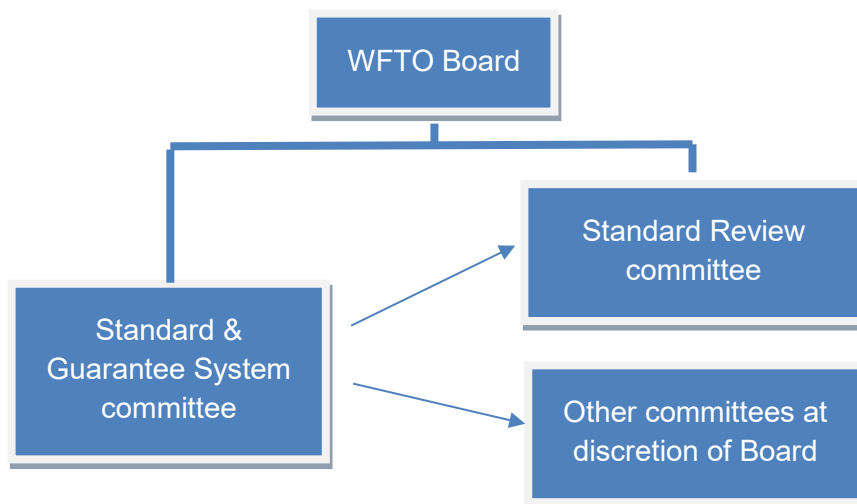 WFTO Board
Standard Review
committee
Standard &
Guarantee System
committee
Other committees at
discretion of Board